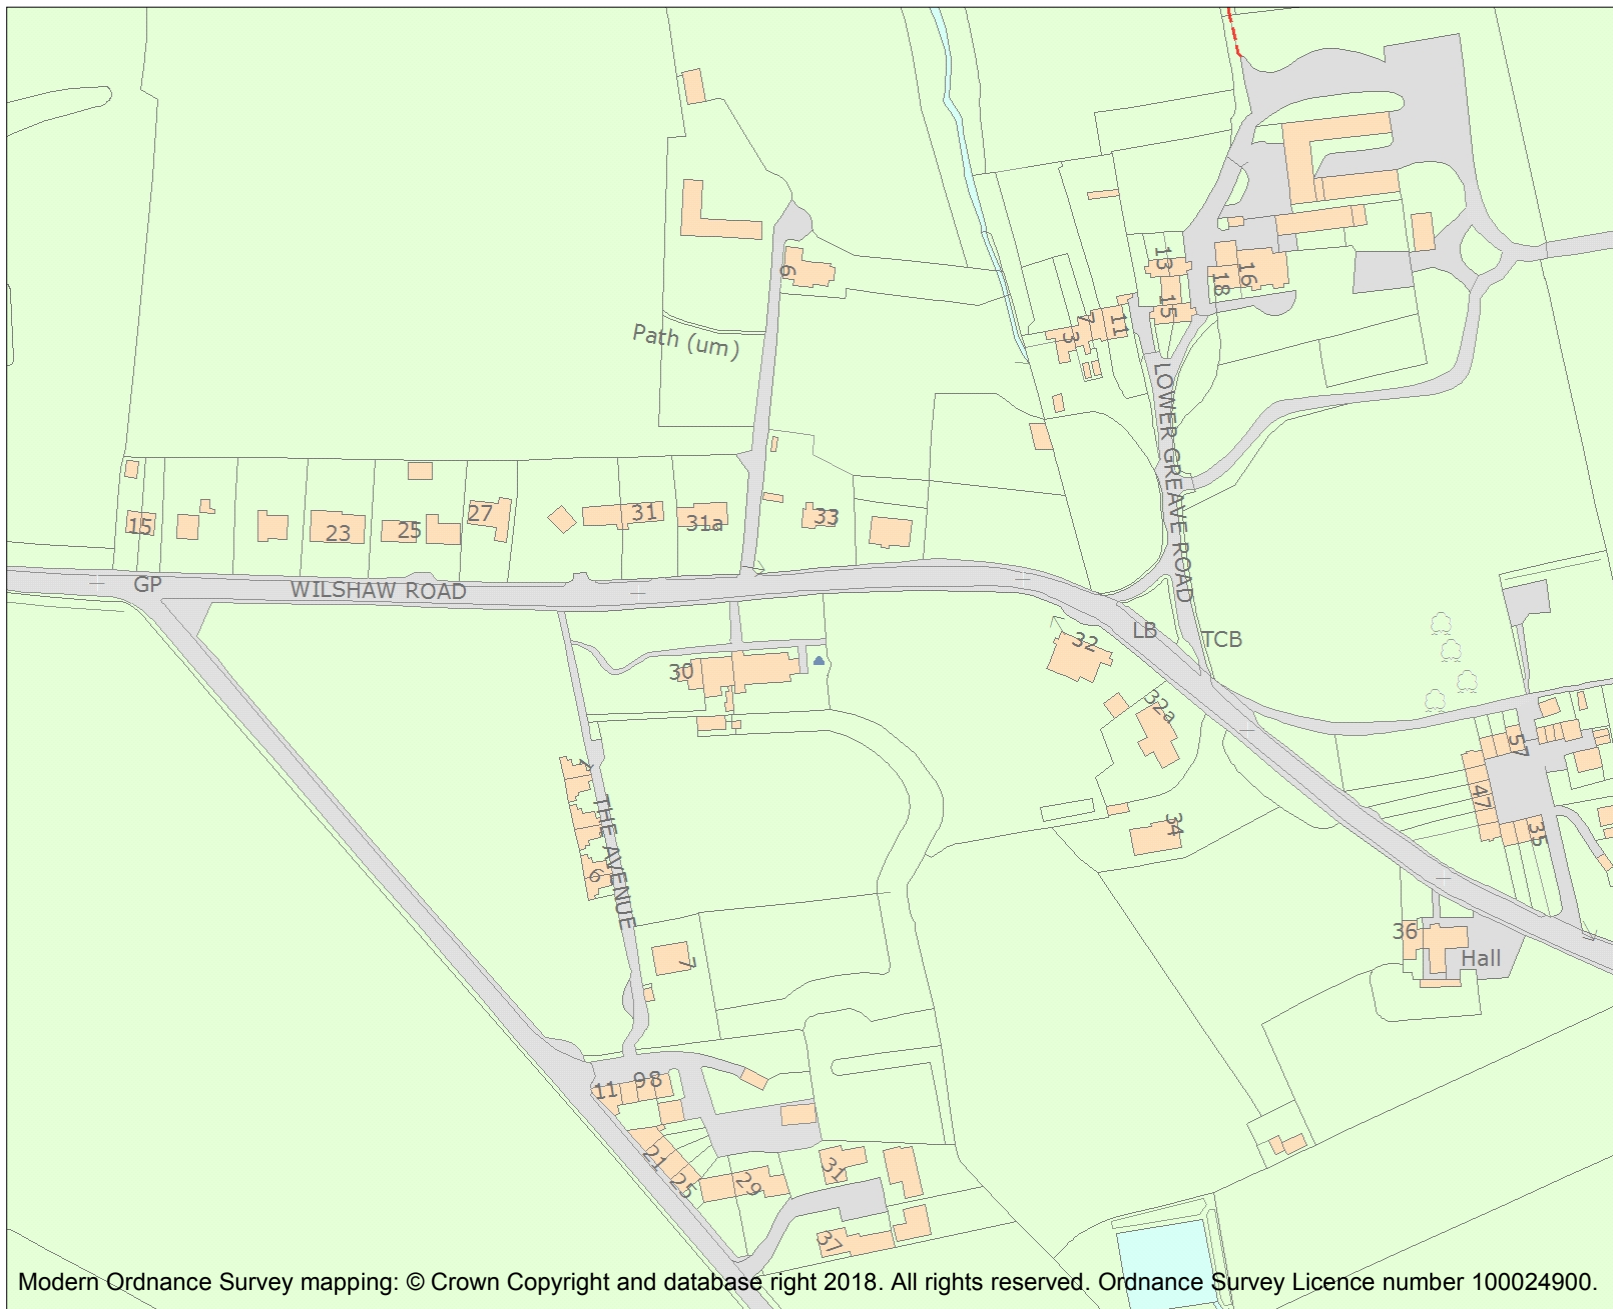 13
16
18
6
15
7
11
3
Path (um)
LOWER GREAVE ROAD
15
23
25
27
31
31a
33
GP
WILSHAW ROAD
LB
TCB
32
30
32a
57
1
47
THE AVENUE
34
35
6
36
Hall
7
11
9
8
21
25
29
31
37
Modern Ordnance Survey mapping: © Crown Copyright and database right 2018. All rights reserved. Ordnance Survey Licence number 100024900.